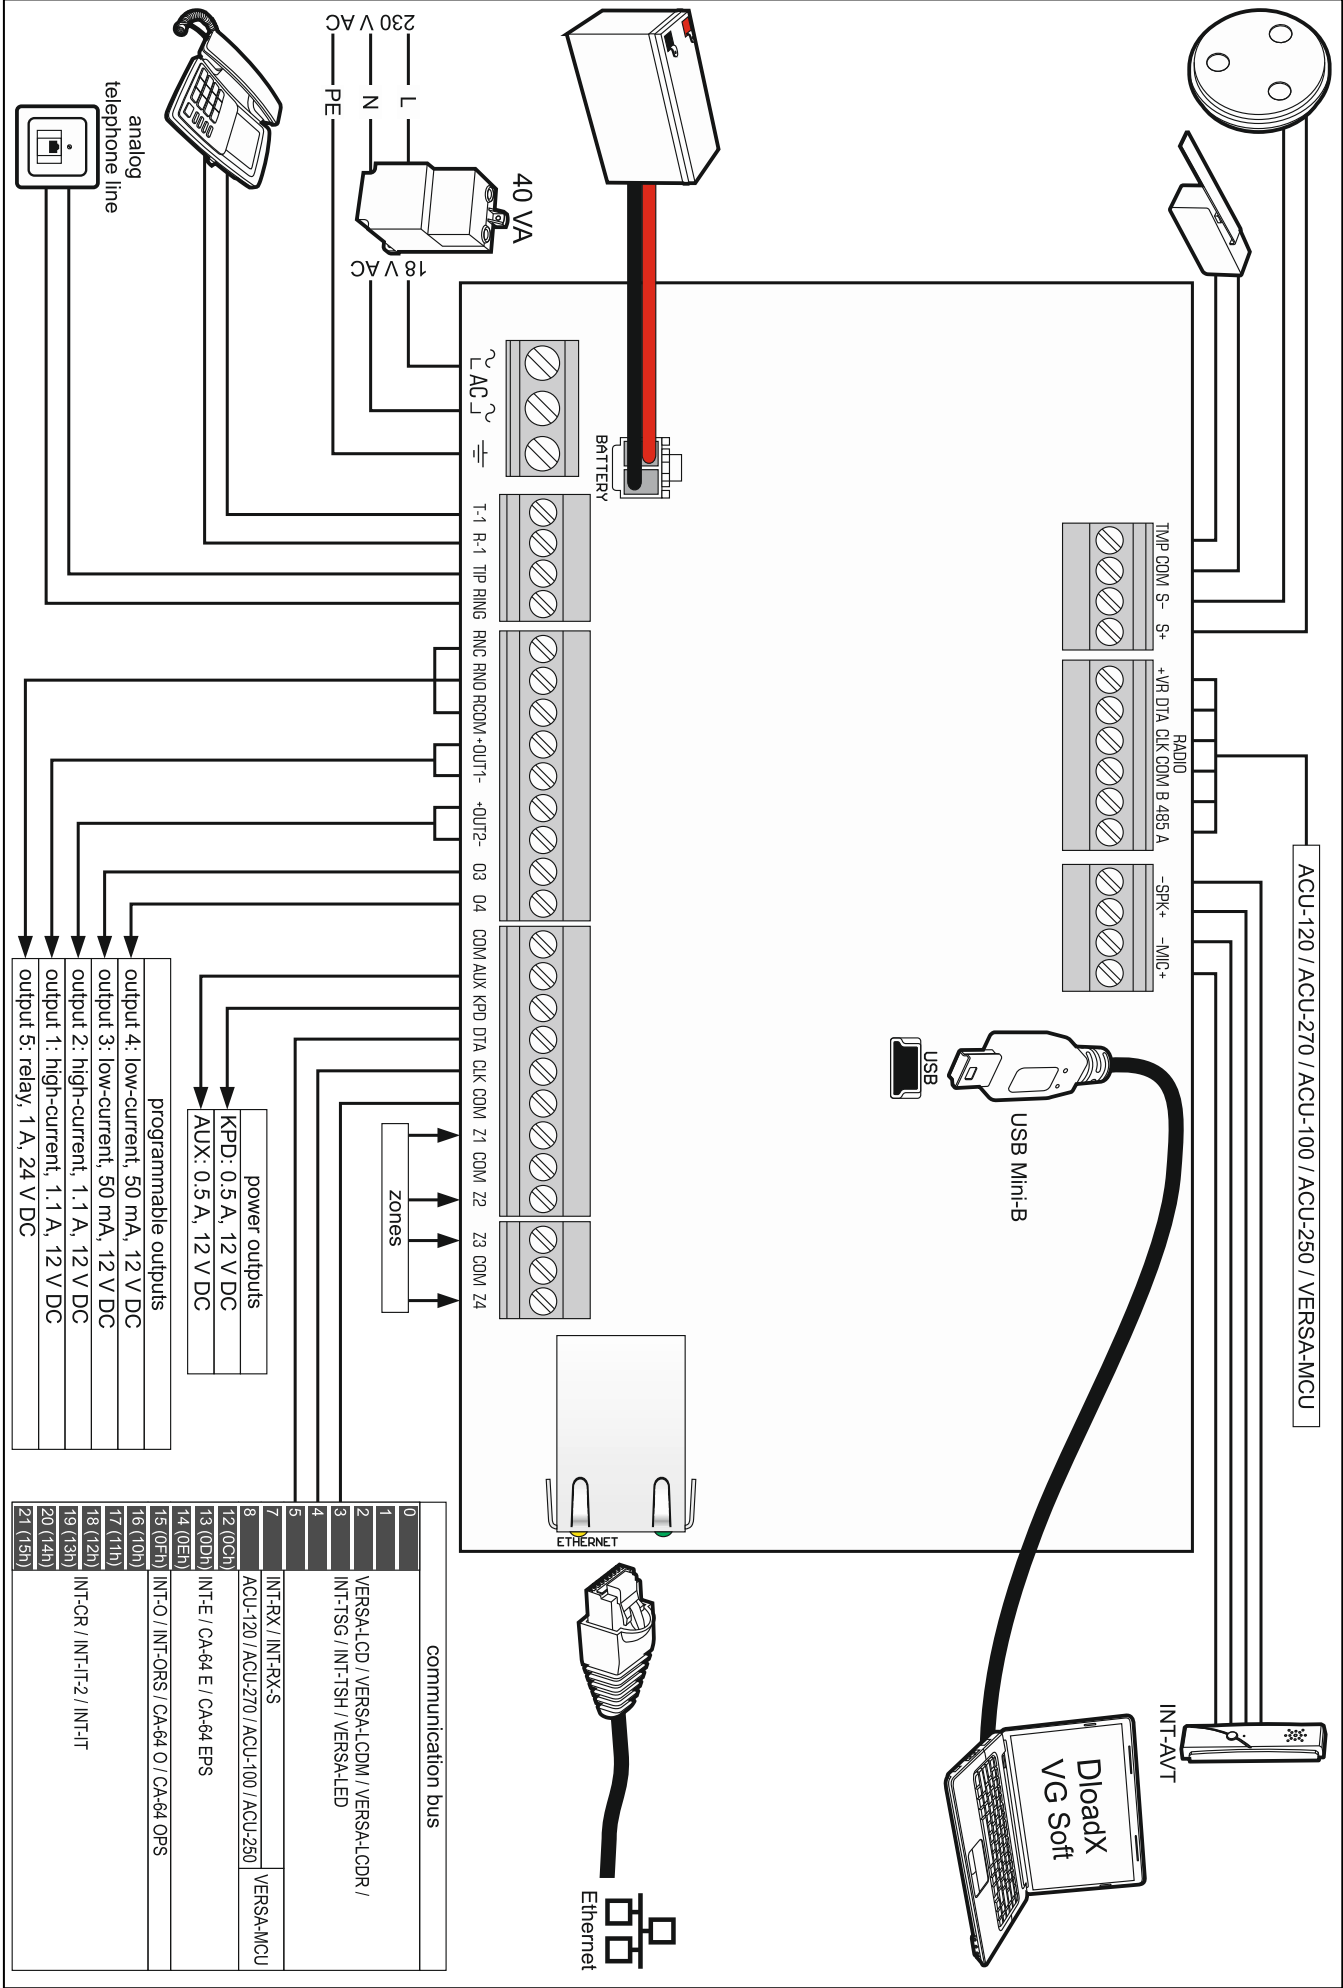 ACU-120 / ACU-270 / ACU-100 / ACU-250 / VERSA-MCU
INT-AVT
DloadX
VG Soft
TMP COM S- S+
+VR DTA CLK COM B 485 A
RADIO
-SPK+ -MIC+
USB
USB Mini-B
BATTERY
40 VA
230 V AC
L
N
PE
18 V AC
analog
telephone line
AC
T-1 R-1 TIP RING
RNC RNO RCOM +OUT1- +OUT2- O3 O4
COM AUX KPD DTA CLK COM Z1 COM Z2
Z3 COM Z4
ETHERNET
Ethernet
zones
power outputs
KPD: 0.5 A, 12 V DC
AUX: 0.5 A, 12 V DC
programmable outputs
output 4: low-current, 50 mA, 12 V DC
output 3: low-current, 50 mA, 12 V DC
output 2: high-current, 1.1 A, 12 V DC
output 1: high-current, 1.1 A, 12 V DC
output 5: relay, 1 A, 24 V DC
communication bus
0
1
2
3
4
5
VERSA-LCD / VERSA-LCDM / VERSA-LCDR /
INT-TSG / INT-TSH / VERSA-LED
7 INT-RX / INT-RX-S
8 ACU-120 / ACU-270 / ACU-100 / ACU-250
VERSA-MCU
12 (0Ch)
13 (0Dh) INT-E / CA-64 E / CA-64 EPS
14 (0Eh)
15 (0Fh) INT-O / INT-ORS / CA-64 O / CA-64 OPS
16 (10h)
17 (11h)
18 (12h)
19 (13h)
20 (14h)
21 (15h)
INT-CR / INT-IT-2 / INT-IT